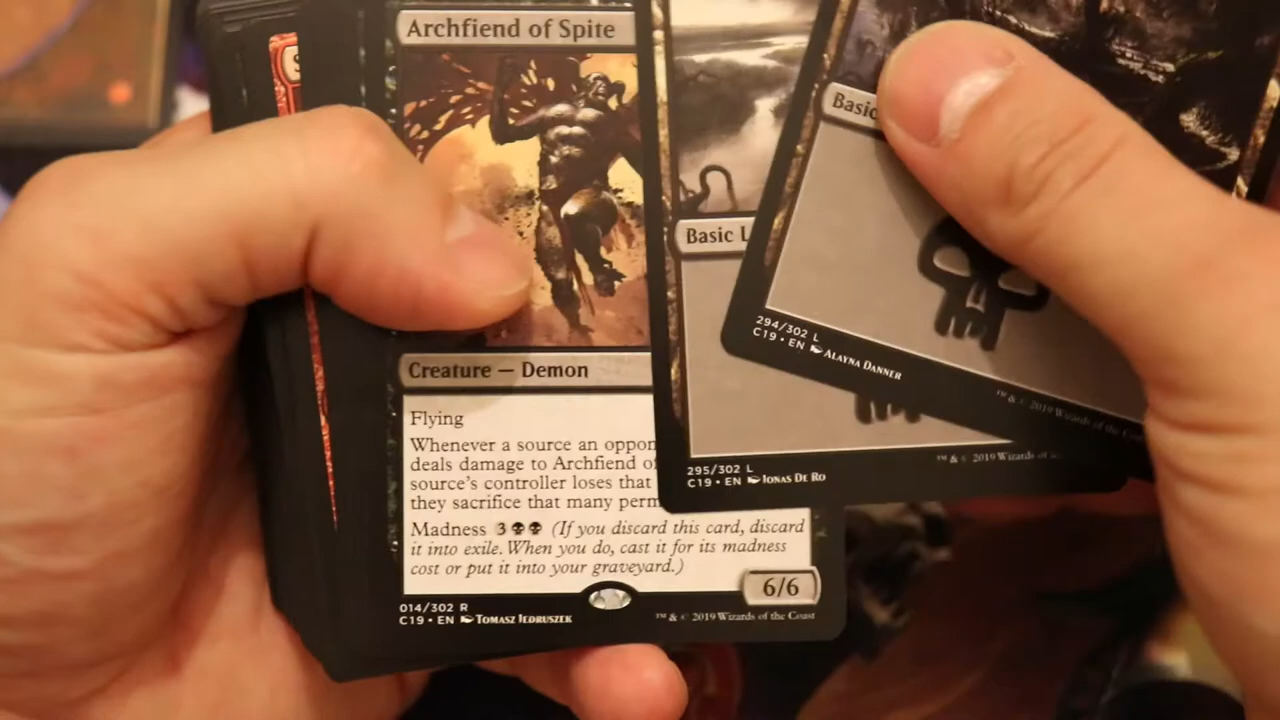 Archfiend of Spite
Creature — Demon
Flying
Whenever a source an
deals damage to Archfiend
source's controller loses that
they sacrifice that many
Madness 3 (If you discard this card, discard
it into exile. When you do, cast it for its madness
cost or put it into your graveyard.)
6/6
014/302 R
C19 • EN TOMASZ JEDRUSZEK
™ & © 2019 Wizards of the Coast
Basic
295/302 L
C19 • EN JONAS DE RO
™ & © 2019 Wizards of
Basic
294/302 L
C19 • EN ALAYNA DANNER
™ & © 2019 Wizards of the